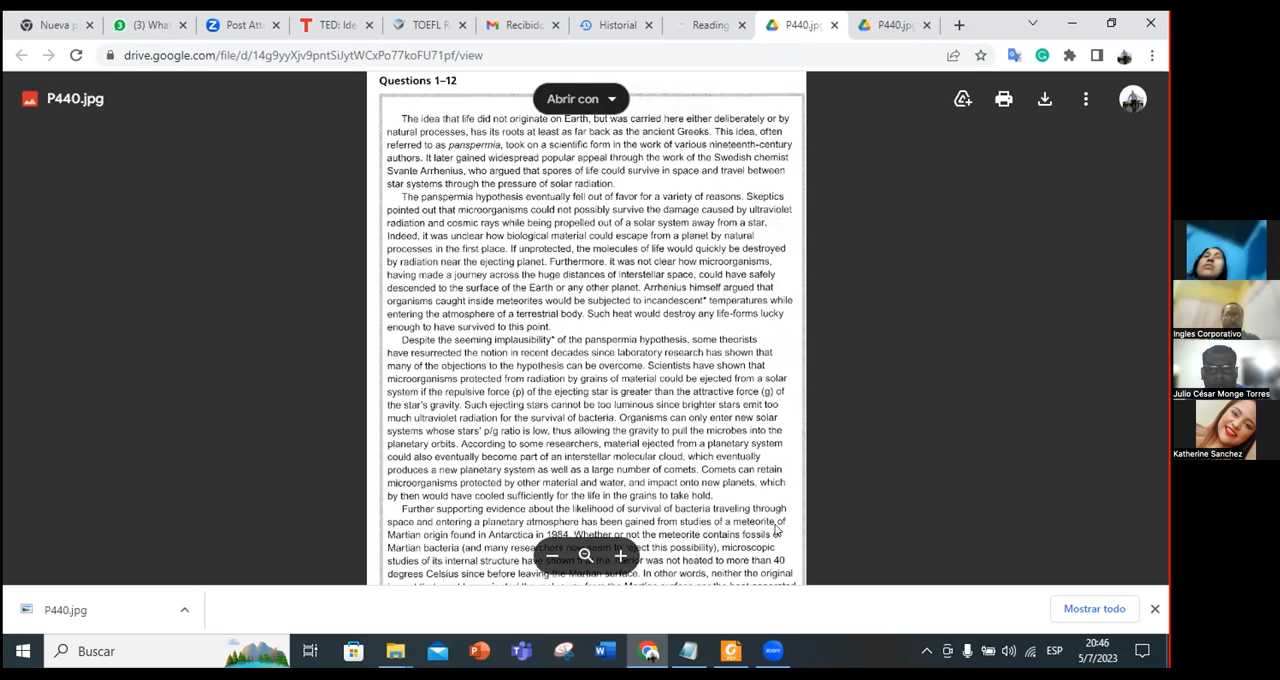 Nueva p
(3) What
Post Att
TED: Ide
TOEFL R
Recibido
Historial
Reading
P440.jpg
P440.jpg
drive.google.com/file/d/14g9yyXjv9pntSiJytWCxPo77koFU71pf/view
Questions 1–12
P440.jpg
Abrir con
The idea that life did not originate on Earth, but was carried here either deliberately or by
natural processes, has its roots at least as far back as the ancient Greeks. This idea, often
referred to as panspermia, took on a scientific form in the work of various nineteenth-century
authors. It later gained widespread popular appeal through the work of the Swedish chemist
Svante Arrhenius, who argued that spores of life could survive in space and travel between
star systems through the pressure of solar radiation.
The panspermia hypothesis eventually fell out of favor for a variety of reasons. Skeptics
pointed out that microorganisms could not possibly survive the damage caused by ultraviolet
radiation and cosmic rays while being propelled out of a solar system away from a star.
Indeed, it was unclear how biological material could escape from a planet by natural
processes in the first place. If unprotected, the molecules of life would quickly be destroyed
by radiation near the ejecting planet. Furthermore, it was not clear how microorganisms,
having made a journey across the huge distances of interstellar space, could have safely
descended to the surface of the Earth or any other planet. Arrhenius himself argued that
organisms caught inside meteorites would be subjected to incandescent* temperatures while
entering the atmosphere of a terrestrial body. Such heat would destroy any life-forms lucky
enough to have survived to this point.
Despite the seeming implausibility* of the panspermia hypothesis, some theorists
have resurrected the notion in recent decades since laboratory research has shown that
many of the objections to the hypothesis can be overcome. Scientists have shown that
microorganisms protected from radiation by grains of material could be ejected from a solar
system if the repulsive force (p) of the ejecting star is greater than the attractive force (g) of
the star's gravity. Such ejecting stars cannot be too luminous since brighter stars emit too
much ultraviolet radiation for the survival of bacteria. Organisms can only enter new solar
systems whose stars' p/g ratio is low, thus allowing the gravity to pull the microbes into the
planetary orbits. According to some researchers, material ejected from a planetary system
could also eventually become part of an interstellar molecular cloud, which eventually
produces a new planetary system as well as a large number of comets. Comets can retain
microorganisms protected by other material and water, and impact onto new planets, which
by then would have cooled sufficiently for the life in the grains to take hold.
Further supporting evidence about the likelihood of survival of bacteria traveling through
space and entering a planetary atmosphere has been gained from studies of a meteorite of
Martian origin found in Antarctica in 1984. Whether or not the meteorite contains fossils of
Martian bacteria (and many now seem to reject this possibility), microscopic
studies of its internal structure have was not heated to more than 40
degrees Celsius since before leaving the Martian surface. In other words, neither the original
Ingles Corporativo
Julio César Monge Torres
Katherine Sanchez
P440.jpg
Mostrar todo
Buscar
ESP
20:46
5/7/2023
zoom